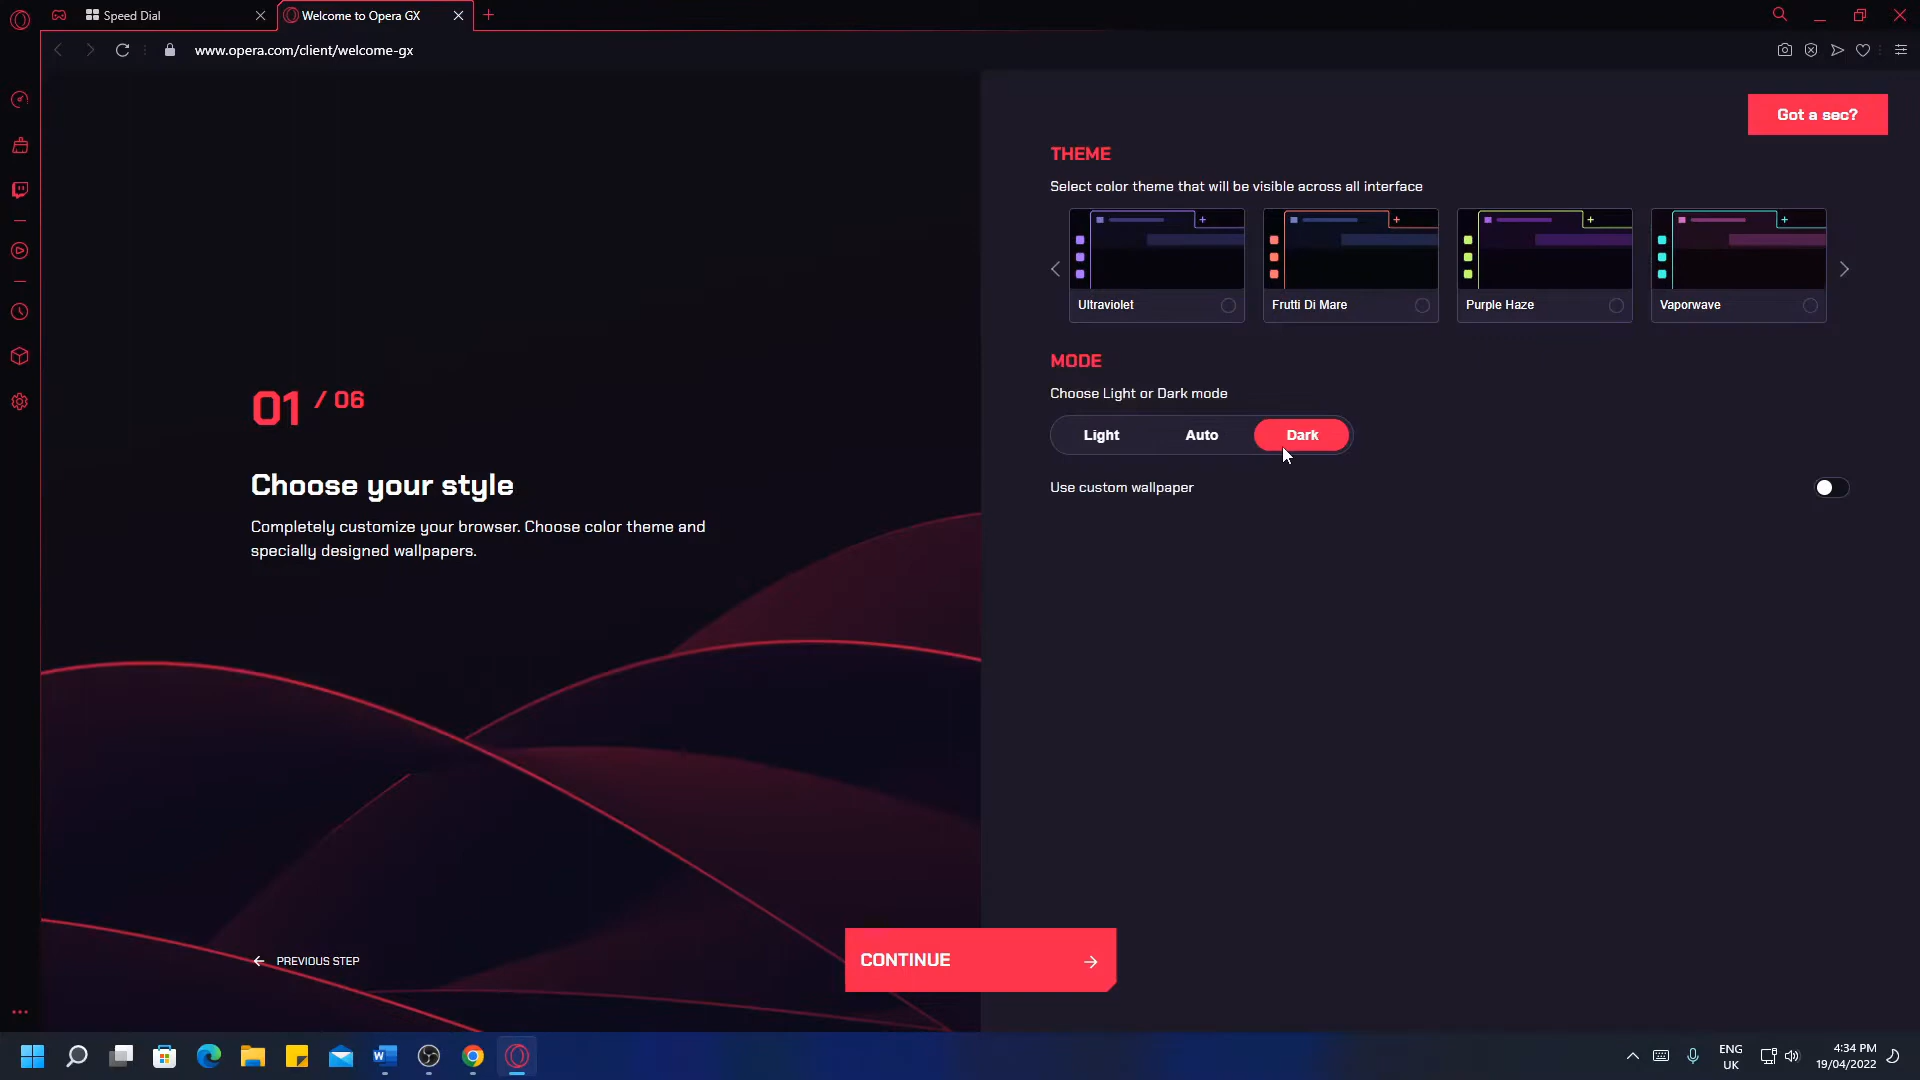 Speed Dial
Welcome to Opera GX
www.opera.com/client/welcome-gx
Got a sec?
THEME
Select color theme that will be visible across all interface
Ultraviolet
Frutti Di Mare
Purple Haze
Vaporwave
MODE
Choose Light or Dark mode
Light
Auto
Dark
Use custom wallpaper
01 / 06
Choose your style
Completely customize your browser. Choose color theme and
specially designed wallpapers.
PREVIOUS STEP
CONTINUE
ENG
UK
4:34 PM
19/04/2022